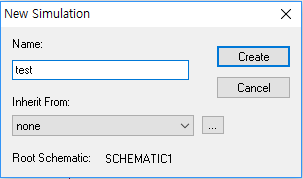 New Simulation
Name:
Create
test
Cancel
Inherit From:
none
...
Root Schematic: SCHEMATIC1